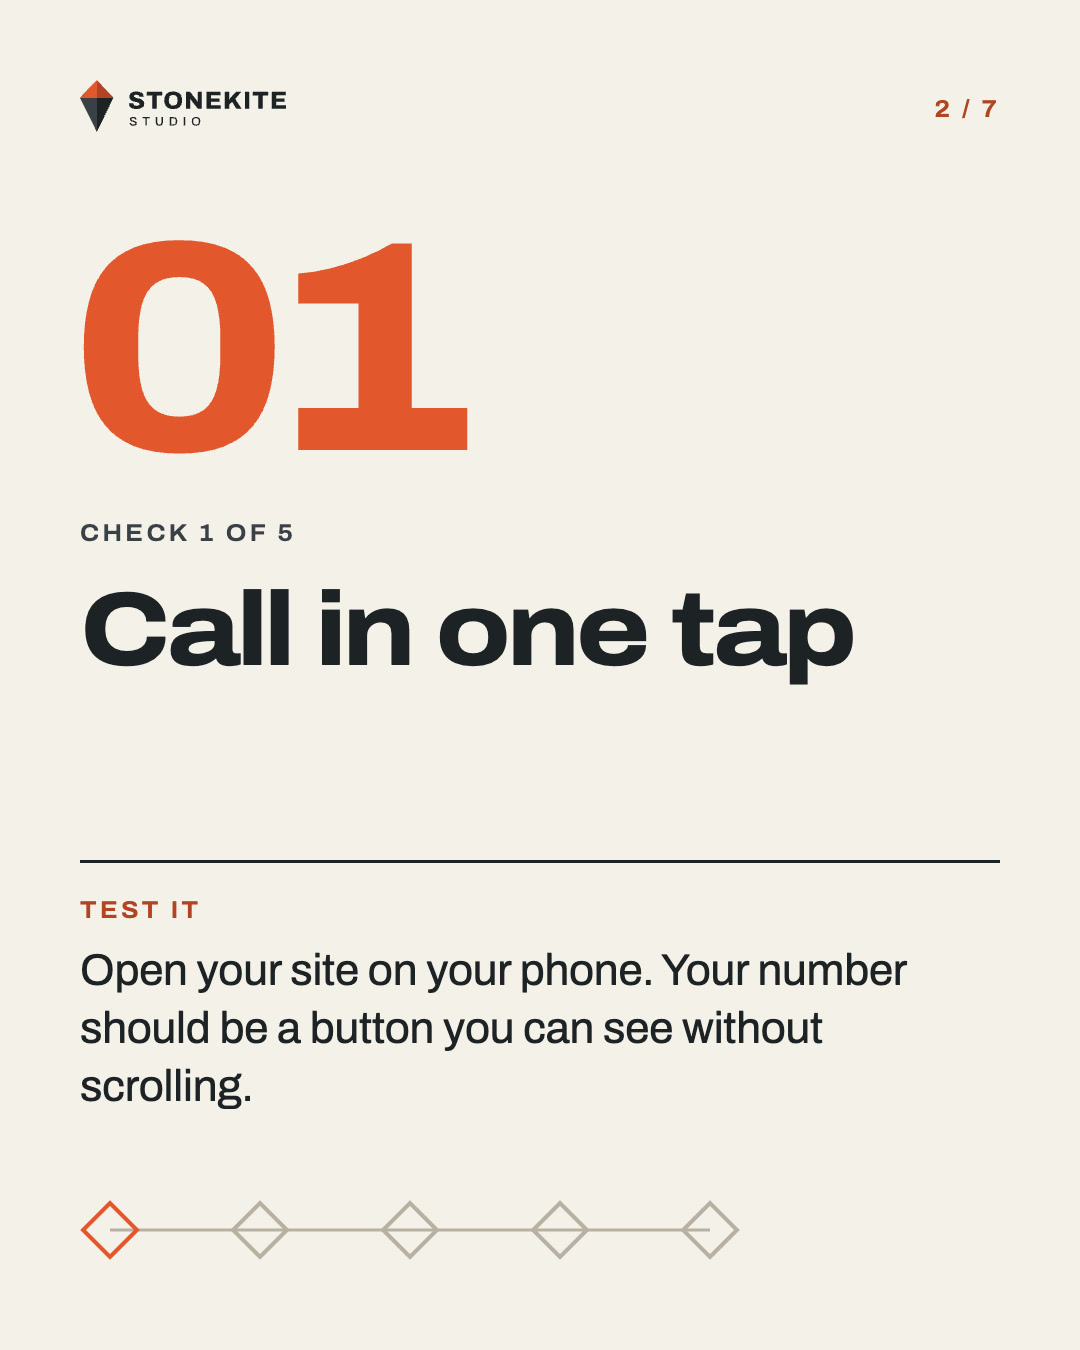 STONEKITE
STUDIO
2 / 7
01
CHECK 1 OF 5
Call in one tap
TEST IT
Open your site on your phone. Your number
should be a button you can see without
scrolling.